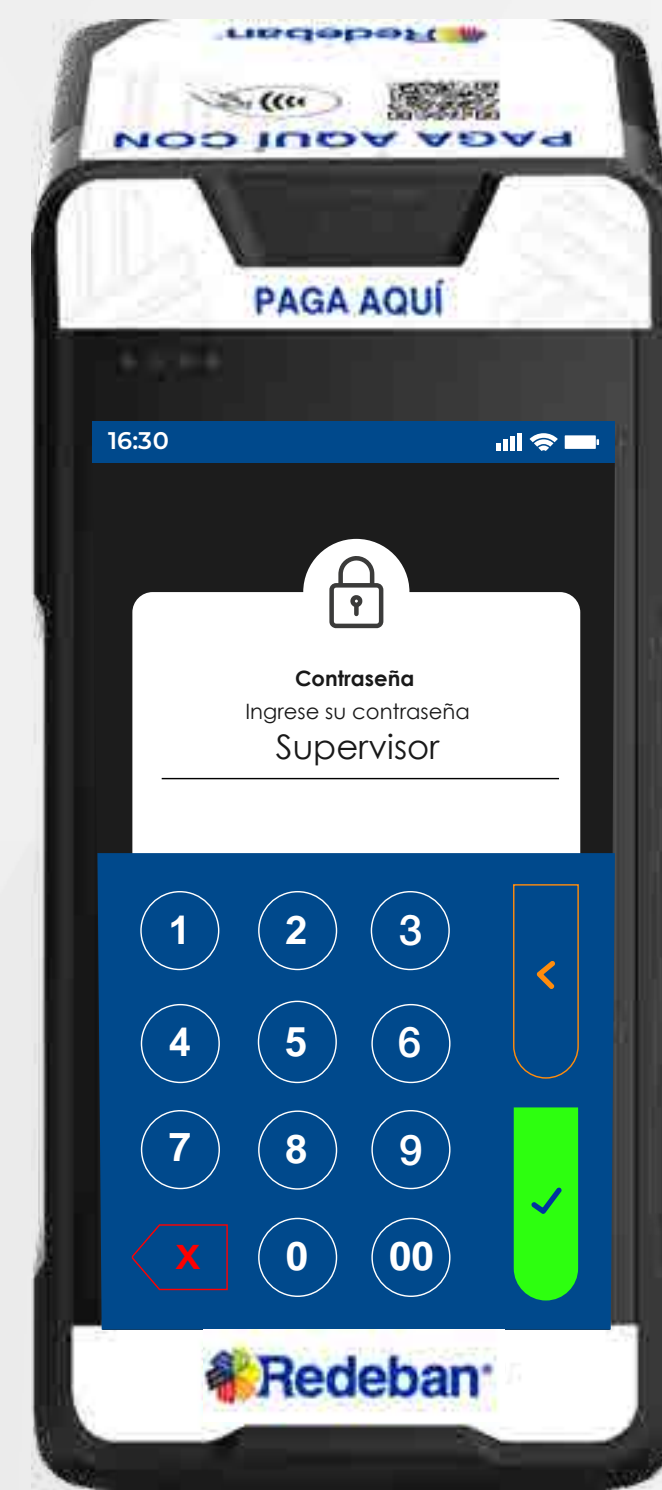 Redeban
PAGA AQUÍ CON
PAGA AQUÍ
16:30
Contraseña
Ingrese su contraseña
Supervisor
1 2 3
4 5 6
7 8 9
X 0 00
Redeban